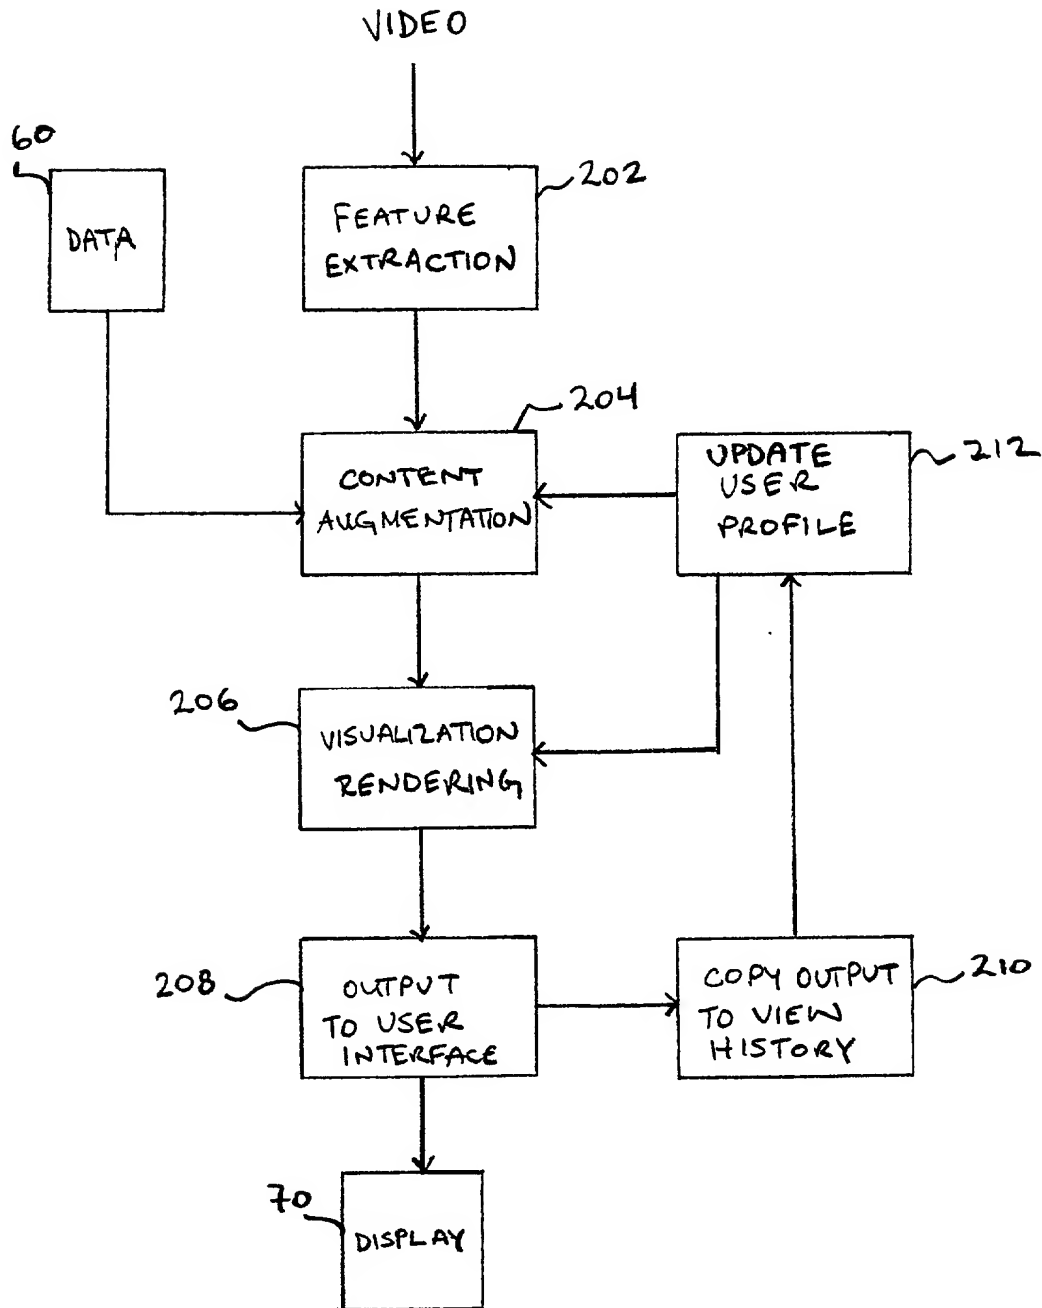 VIDEO
60
DATA
202
FEATURE
EXTRACTION
204
CONTENT
AUGMENTATION
212
UPDATE
USER
PROFILE
206
VISUALIZATION
RENDERING
208
OUTPUT
TO USER
INTERFACE
210
COPY OUTPUT
TO VIEW
HISTORY
70
DISPLAY